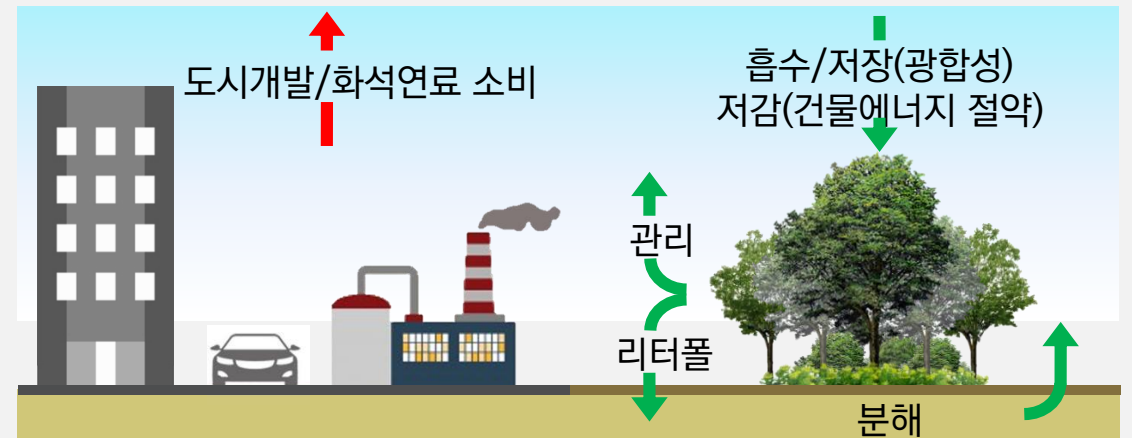 도시개발/화석연료 소비
흡수/저장(광합성)
저감(건물에너지 절약)
관리
리터폴
분해